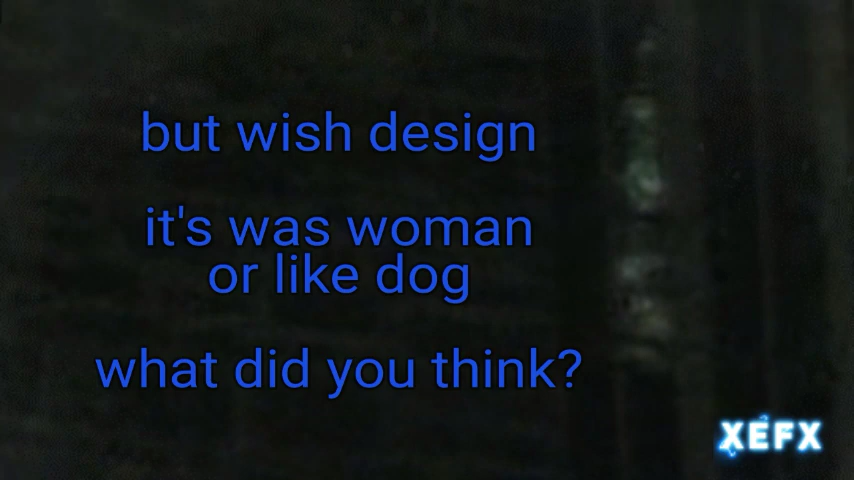 but wish design
it's was woman
or like dog
what did you think?
XEFX